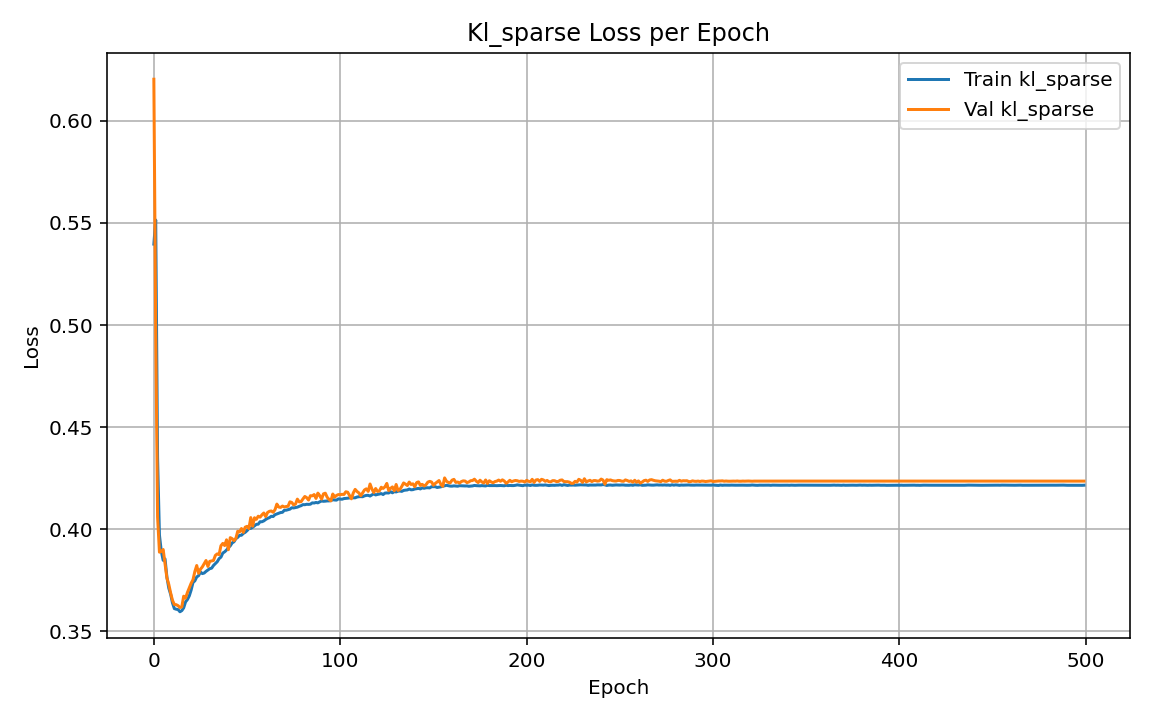 Kl_sparse Loss per Epoch
Train kl_sparse
Val kl_sparse
0.60
0.55
0.50
0.45
0.40
0.35
Loss
0 100 200 300 400 500
Epoch